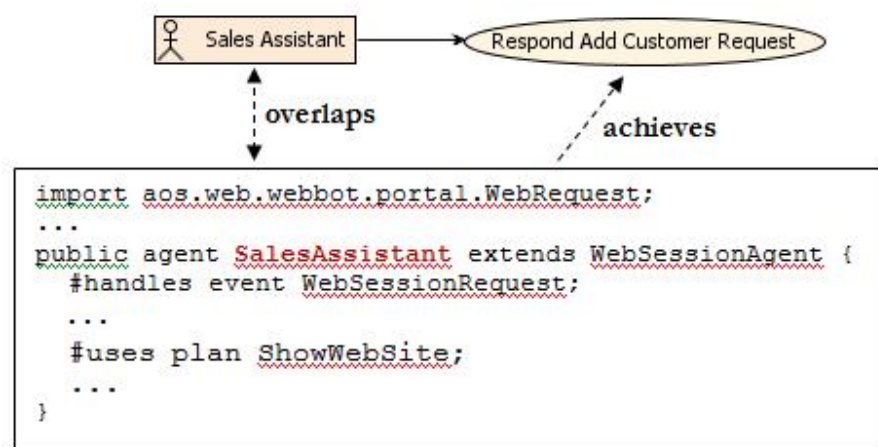 Sales Assistant
Respond Add Customer Request
overlaps
achieves
import aos.web.webbot.portal.WebRequest;
...
public agent SalesAssistant extends WebSessionAgent {
#handles event WebSessionRequest;
...
#uses plan ShowWebSite;
...
}